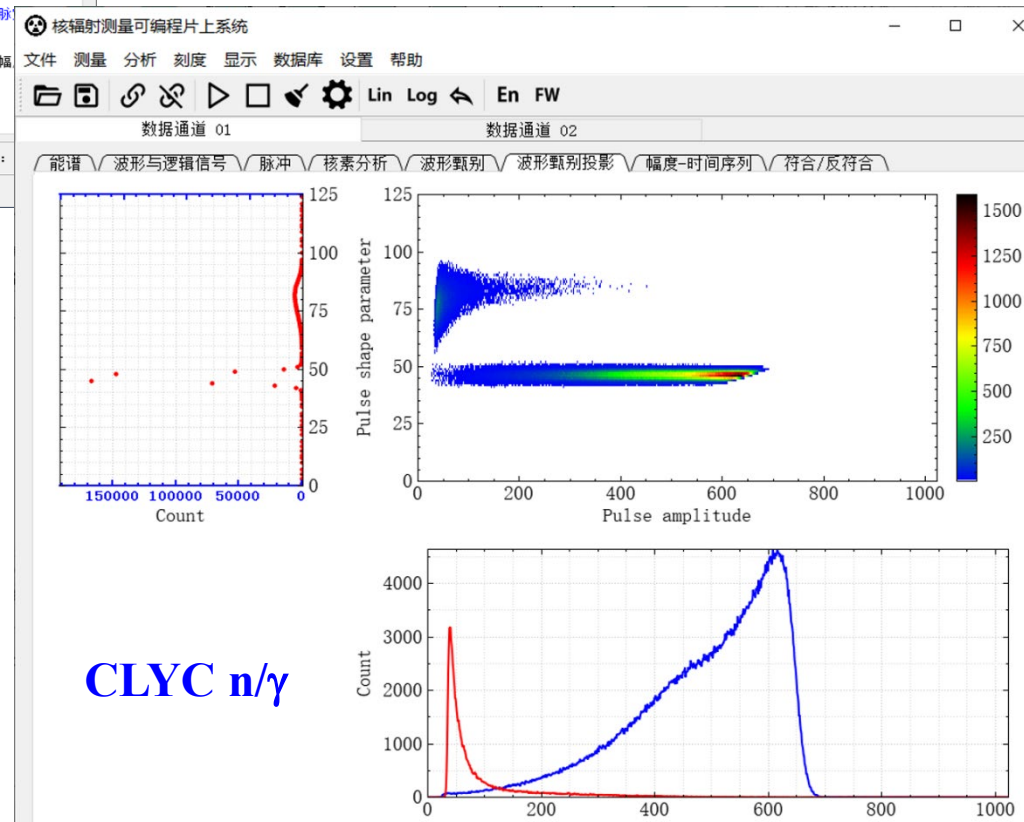 核辐射测量可编程片上系统
文件 测量 分析 刻度 显示 数据库 设置 帮助
Lin Log En FW
数据通道 01 数据通道 02
能谱 波形与逻辑信号 脉冲 核素分析 波形甄别 波形甄别投影 幅度-时间序列 符合/反符合
125
100
75
50
25
0
150000 100000 50000 0
Count
Pulse shape parameter
125
100
75
50
25
0
0 200 400 600 800 1000
Pulse amplitude
1500
1250
1000
750
500
250
CLYC n/γ
Count
4000
3000
2000
1000
0
0 200 400 600 800 1000